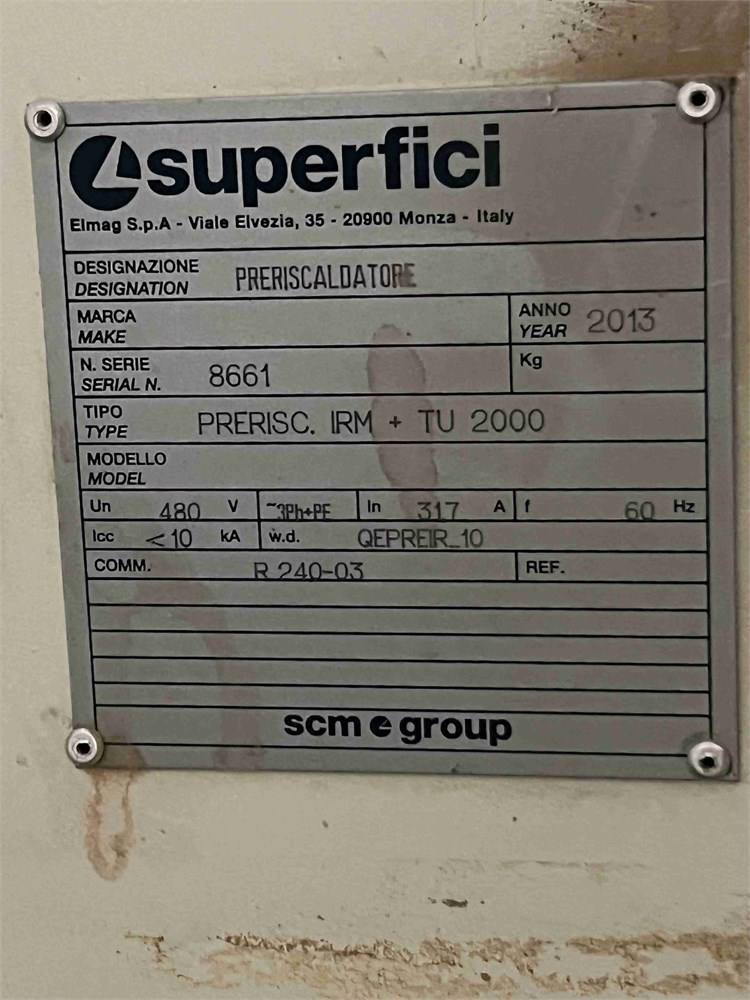 superfici
Elmag S.p.A - Viale Elvezia, 35 - 20900 Monza - Italy
DESIGNAZIONE
DESIGNATION
PRERISCALDATORE
MARCA
MAKE
ANNO
YEAR
2013
N. SERIE
SERIAL N.
8661
Kg
TIPO
TYPE
PRERISC. IRM + TU 2000
MODELLO
MODEL
Un 480 V ~3Ph+PE In 317 A f 60 Hz
Icc <10 kA w.d. QEPREIR_10
COMM. R 240-03 REF.
scm group